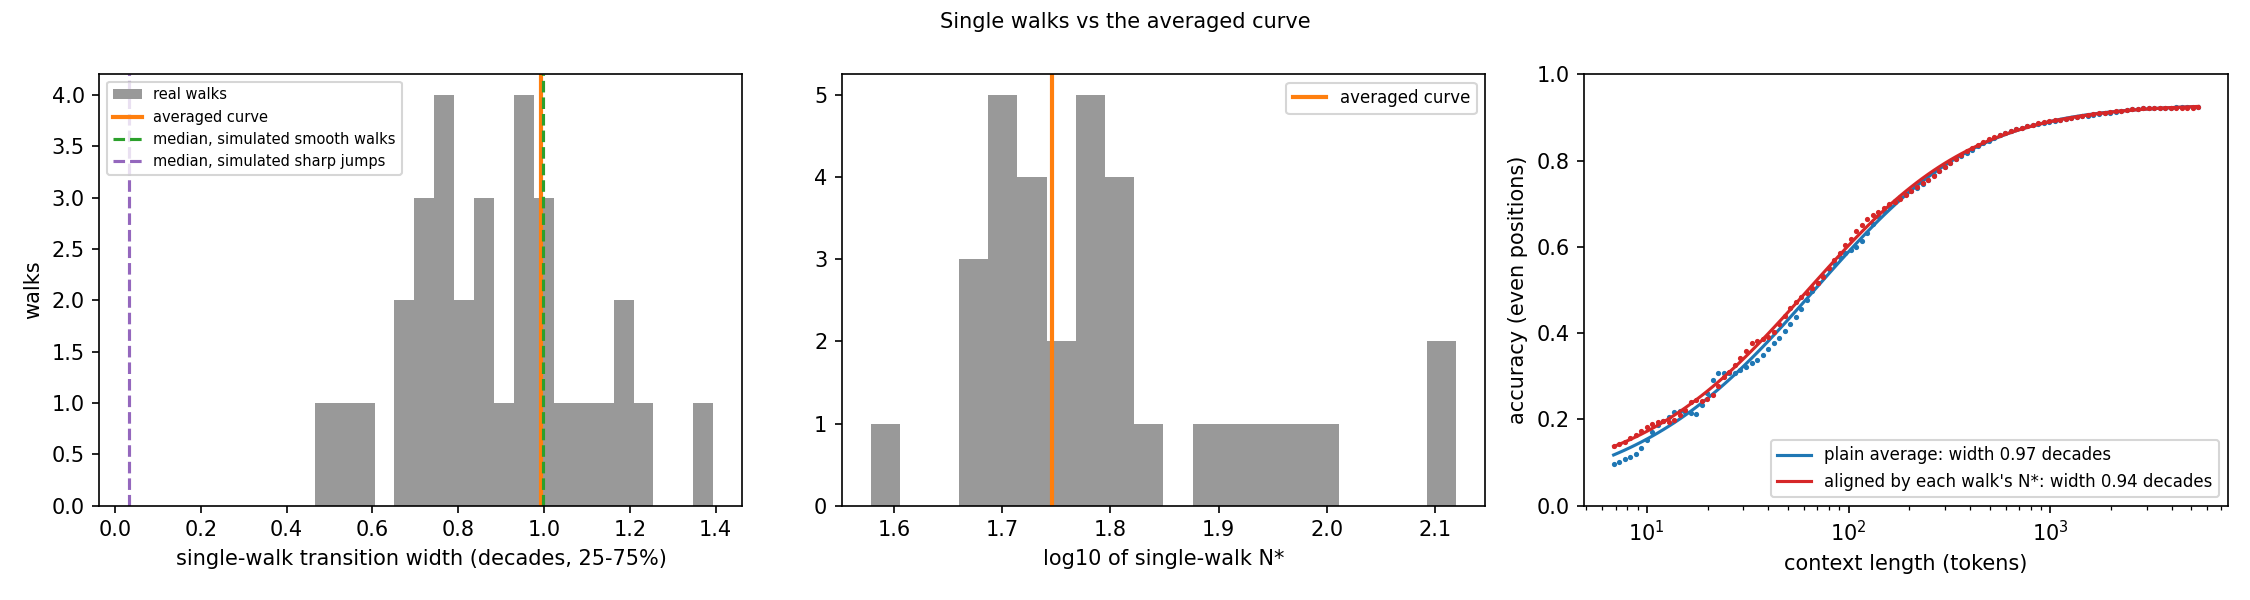 Single walks vs the averaged curve
walks
4.0
3.5
3.0
2.5
2.0
1.5
1.0
0.5
0.0
real walks
averaged curve
median, simulated smooth walks
median, simulated sharp jumps
0.0 0.2 0.4 0.6 0.8 1.0 1.2 1.4
single-walk transition width (decades, 25-75%)
5
4
3
2
1
0
averaged curve
1.6 1.7 1.8 1.9 2.0 2.1
log10 of single-walk N*
accuracy (even positions)
1.0
0.8
0.6
0.4
0.2
0.0
plain average: width 0.97 decades
aligned by each walk's N*: width 0.94 decades
10¹ 10² 10³
context length (tokens)